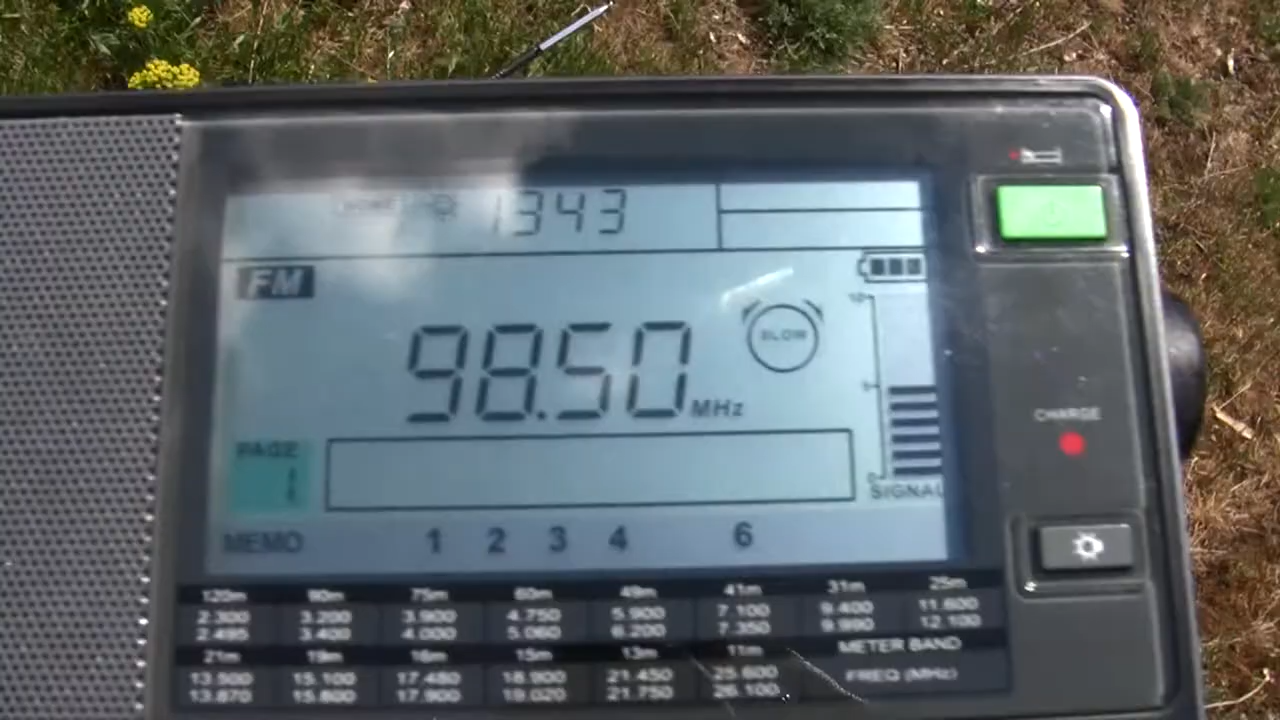 1343
FM
98.50 MHz
SLOW
10
5
0
SIGNAL
PAGE
1
MEMO 1 2 3 4 6
CHARGE
120m 90m 75m 60m 49m 41m 31m 25m
2.300 3.200 3.900 4.750 5.900 7.100 9.400 11.600
2.495 3.400 4.000 5.060 6.200 7.350 9.990 12.100
21m 19m 16m 15m 13m 11m METER BAND
13.500 15.100 17.480 18.900 21.450 25.600 FREQ (MHz)
13.870 15.800 17.900 19.020 21.750 26.100